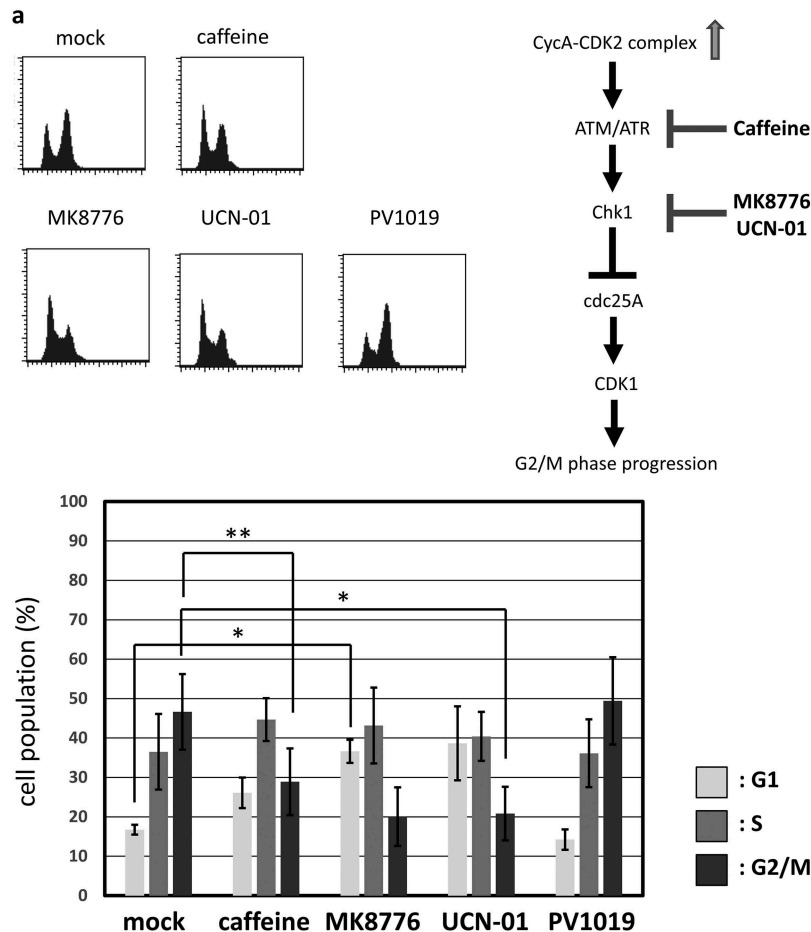 a
mock
caffeine
MK8776
UCN-01
PV1019
CycA-CDK2 complex
ATM/ATR
Caffeine
Chk1
MK8776
UCN-01
cdc25A
CDK1
G2/M phase progression
cell population (%)
100
90
80
70
60
50
40
30
20
10
0
**
*
*
mock
caffeine
MK8776
UCN-01
PV1019
: G1
: S
: G2/M